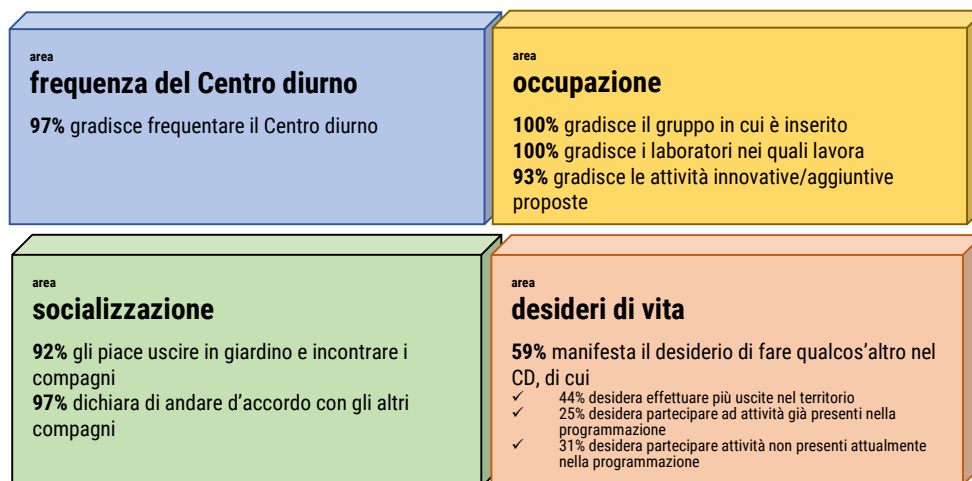 area
frequenza del Centro diurno
97% gradisce frequentare il Centro diurno
area
occupazione
100% gradisce il gruppo in cui è inserito
100% gradisce i laboratori nei quali lavora
93% gradisce le attività innovative/aggiuntive
proposte
area
socializzazione
92% gli piace uscire in giardino e incontrare i
compagni
97% dichiara di andare d'accordo con gli altri
compagni
area
desideri di vita
59% manifesta il desiderio di fare qualcos'altro nel
CD, di cui
✓ 44% desidera effettuare più uscite nel territorio
✓ 25% desidera partecipare ad attività già presenti nella
programmazione
✓ 31% desidera partecipare attività non presenti attualmente
nella programmazione